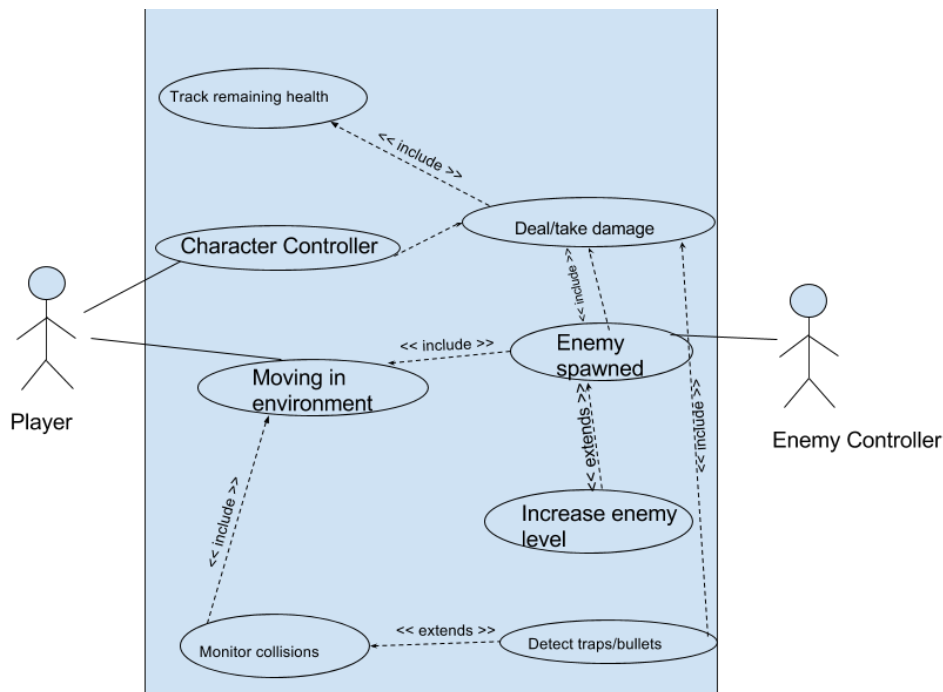 Track remaining health
<< include >>
Deal/take damage
Character Controller
<< include >>
<< include >>
Enemy
spawned
Moving in
environment
Player
Enemy Controller
<< extends >>
<< include >>
<< include >>
Increase enemy
level
<< extends >>
Monitor collisions
Detect traps/bullets